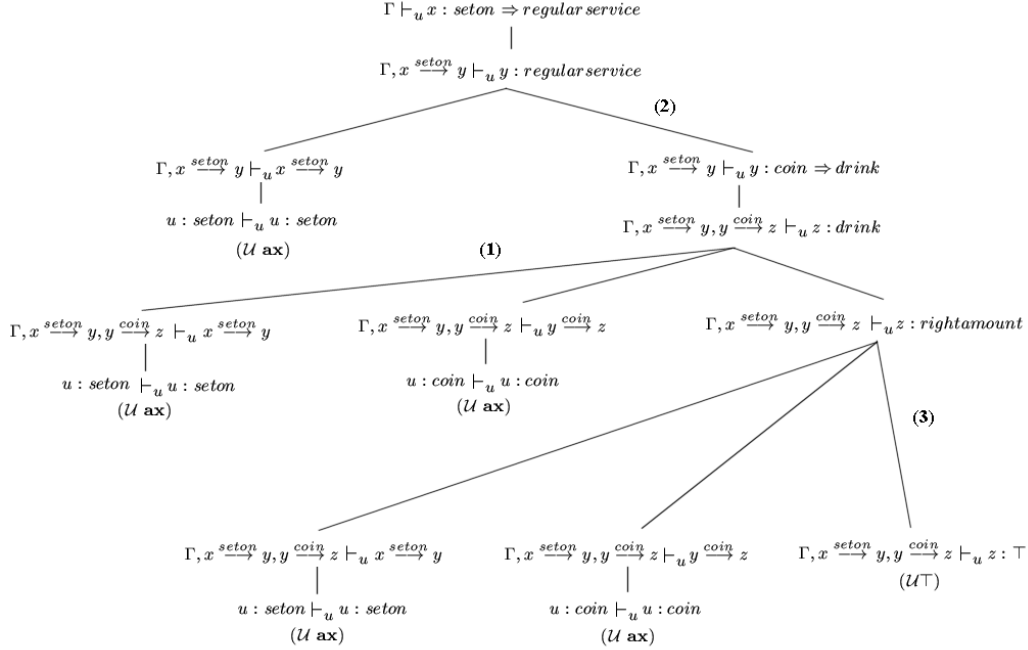 Γ ⊢u x : seton ⇒ regularservice
Γ, x seton⟶ y ⊢u y : regularservice
(2)
Γ, x seton⟶ y ⊢u x seton⟶ y
Γ, x seton⟶ y ⊢u y : coin ⇒ drink
u : seton ⊢u u : seton
(𝒰 ax)
Γ, x seton⟶ y, y coin⟶ z ⊢u z : drink
(1)
Γ, x seton⟶ y, y coin⟶ z ⊢u x seton⟶ y
Γ, x seton⟶ y, y coin⟶ z ⊢u y coin⟶ z
Γ, x seton⟶ y, y coin⟶ z ⊢u z : rightamount
u : seton ⊢u u : seton
(𝒰 ax)
u : coin ⊢u u : coin
(𝒰 ax)
(3)
Γ, x seton⟶ y, y coin⟶ z ⊢u x seton⟶ y
Γ, x seton⟶ y, y coin⟶ z ⊢u y coin⟶ z
Γ, x seton⟶ y, y coin⟶ z ⊢u z : ⊤
(𝒰⊤)
u : seton ⊢u u : seton
(𝒰 ax)
u : coin ⊢u u : coin
(𝒰 ax)